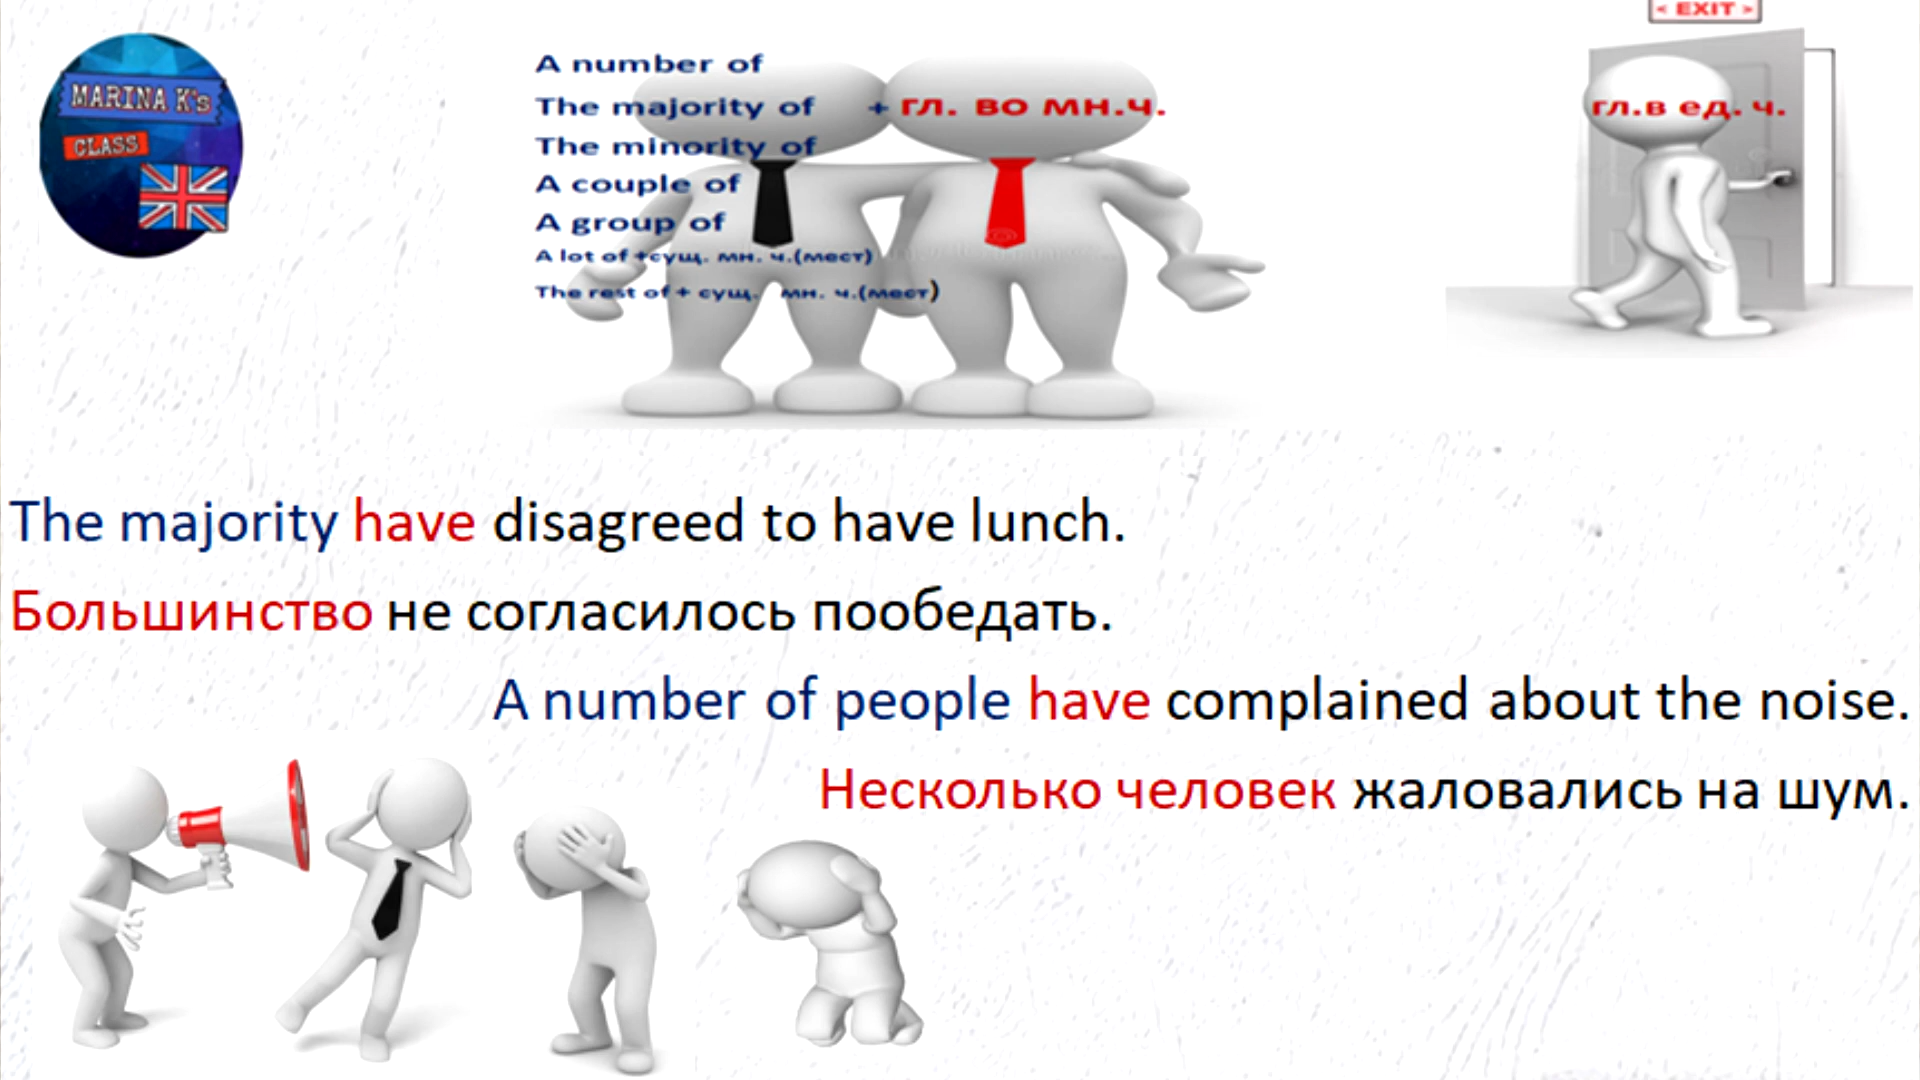 MARINA K's
CLASS
A number of
The majority of + гл. во мн.ч.
The minority of
A couple of
A group of
A lot of +сущ. мн. ч.(мест)
The rest of + сущ. мн. ч.(мест)
< EXIT >
гл.в ед. ч.
The majority have disagreed to have lunch.
Большинство не согласилось пообедать.
A number of people have complained about the noise.
Несколько человек жаловались на шум.